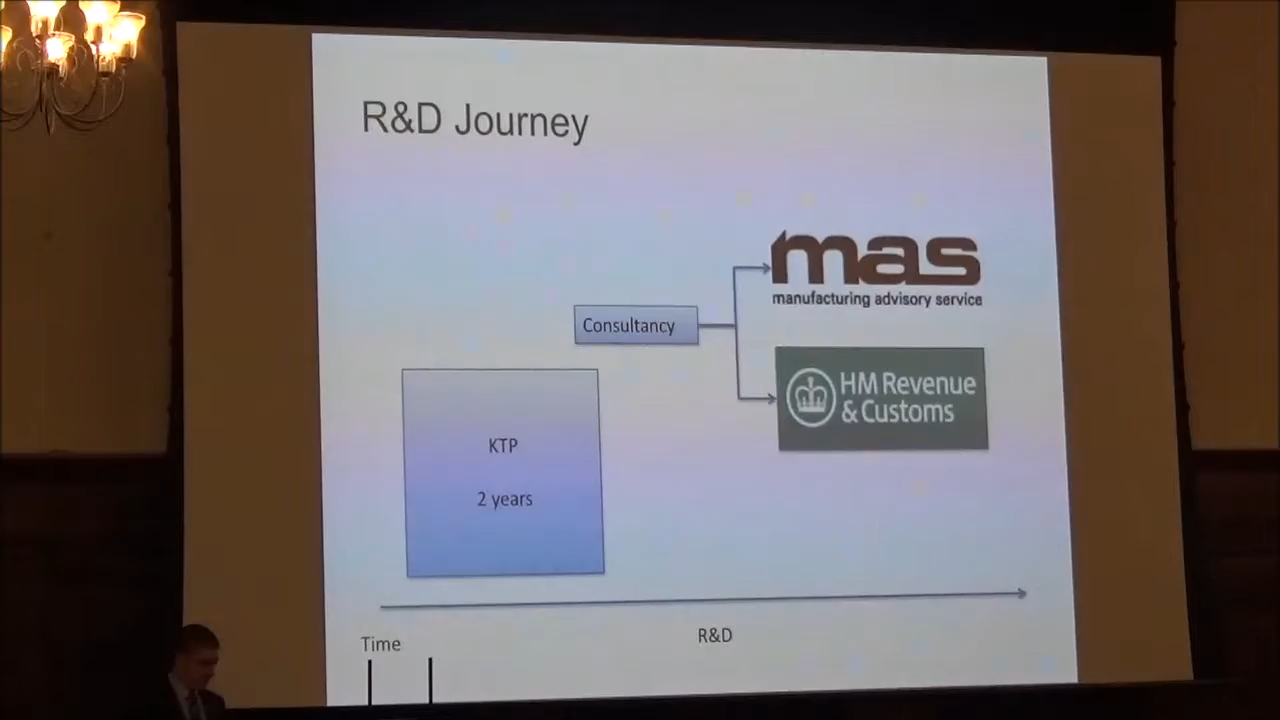 R&D Journey
mas
manufacturing advisory service
Consultancy
HM Revenue
& Customs
KTP
2 years
R&D
Time